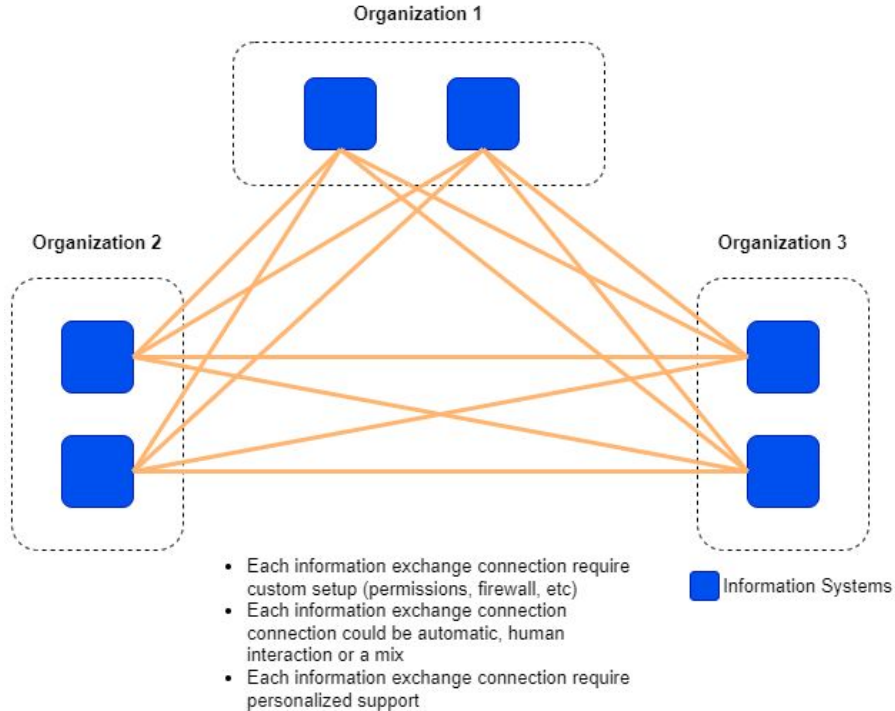 Organization 1
Organization 2
Organization 3
• Each information exchange connection require
custom setup (permissions, firewall, etc)
• Each information exchange connection
connection could be automatic, human
interaction or a mix
• Each information exchange connection require
personalized support
Information Systems